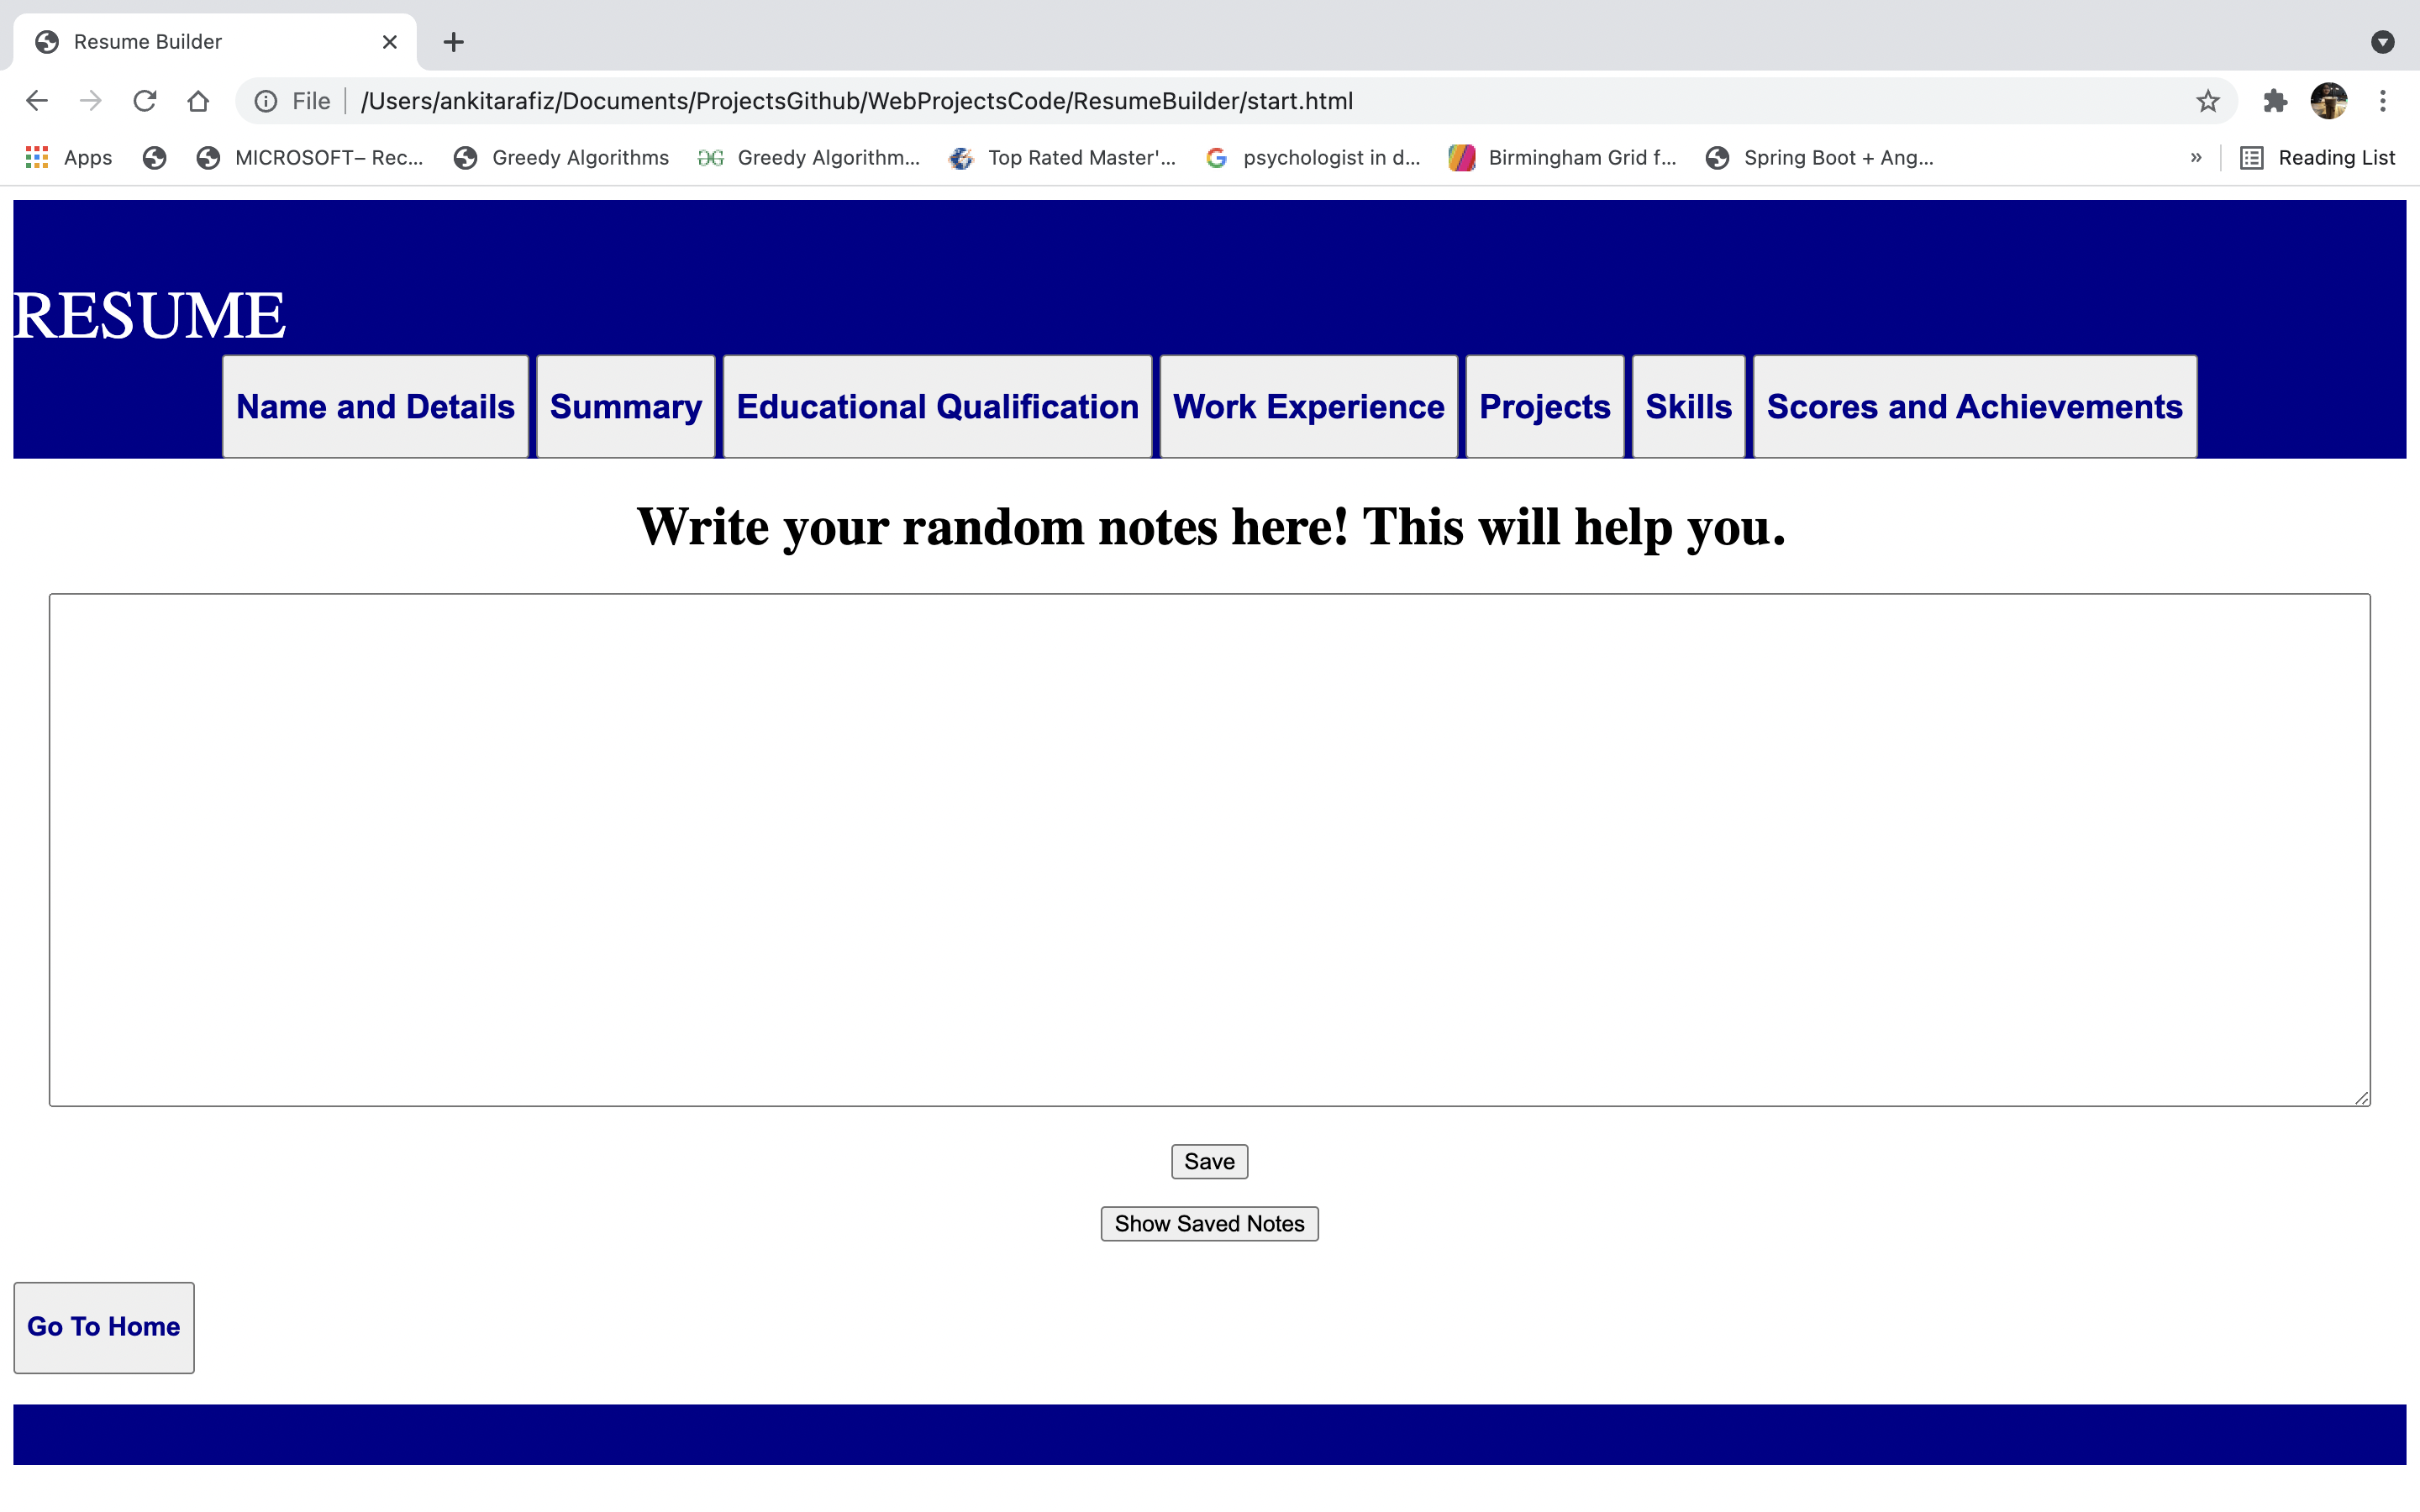 Resume Builder
File /Users/ankitarafiz/Documents/ProjectsGithub/WebProjectsCode/ResumeBuilder/start.html
Apps MICROSOFT– Rec... Greedy Algorithms Greedy Algorithm... Top Rated Master'... psychologist in d... Birmingham Grid f... Spring Boot + Ang... » Reading List
RESUME
Name and Details Summary Educational Qualification Work Experience Projects Skills Scores and Achievements
Write your random notes here! This will help you.
Save
Show Saved Notes
Go To Home